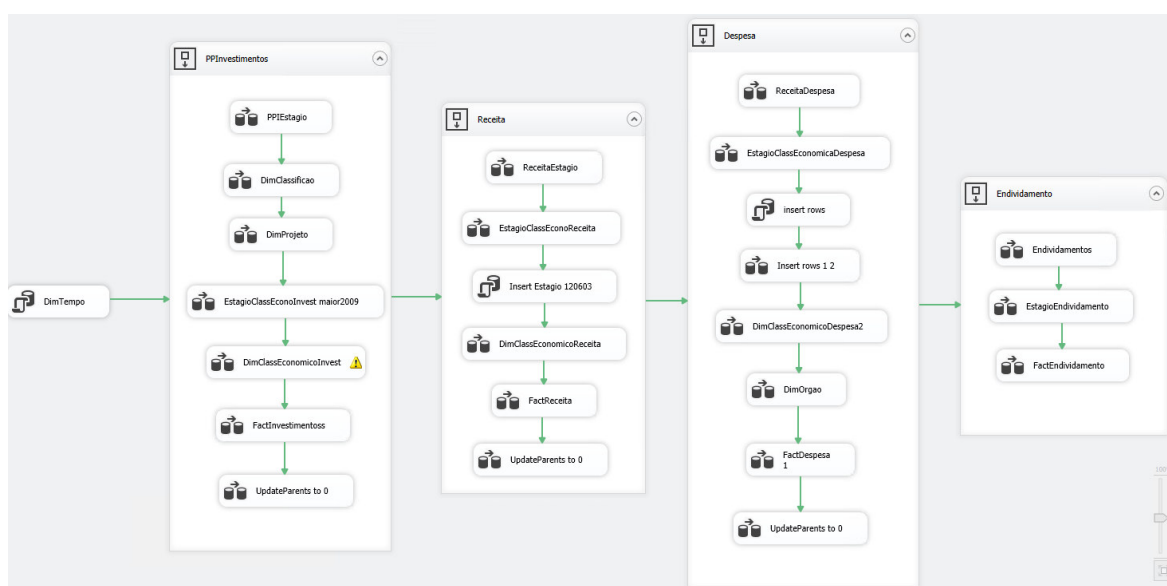 DimTempo
PPInvestimentos
PPIEstagio
DimClassificao
DimProjeto
EstagioClassEconoInvest maior2009
DimClassEconomicoInvest
FactInvestimentoss
UpdateParents to 0
Receita
ReceitaEstagio
EstagioClassEconoReceita
Insert Estagio 120603
DimClassEconomicoReceita
FactReceita
UpdateParents to 0
Despesa
ReceitaDespesa
EstagioClassEconomicaDespesa
insert rows
Insert rows 1 2
DimClassEconomicoDespesa2
DimOrgao
FactDespesa
1
UpdateParents to 0
Endividamento
Endividamentos
EstagioEndividamento
FactEndividamento
100